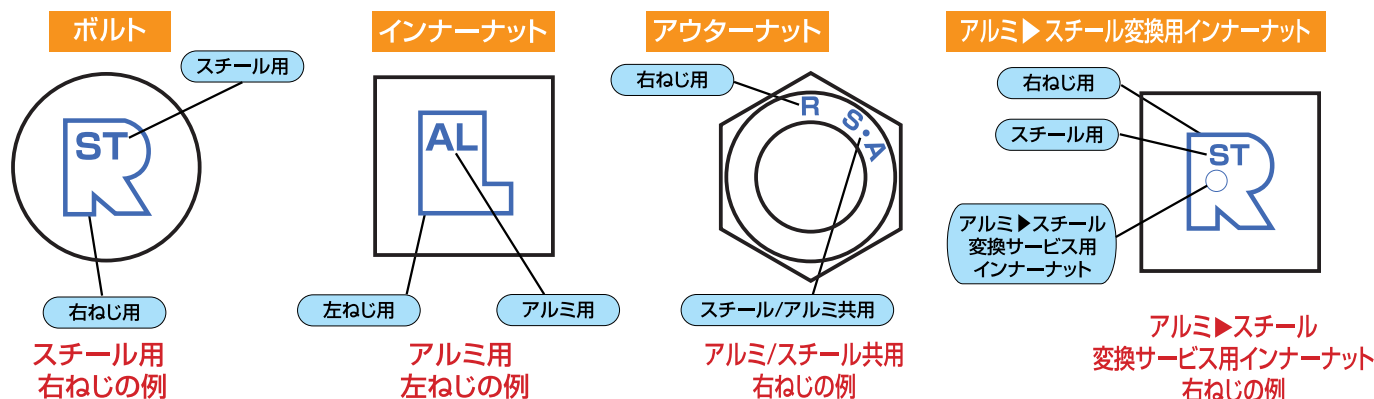 ボルト
スチール用
ST
R
右ねじ用
スチール用
右ねじの例
インナーナット
AL
L
左ねじ用
アルミ用
アルミ用
左ねじの例
アウターナット
右ねじ用
R S・A
スチール/アルミ共用
アルミ/スチール共用
右ねじの例
アルミ▶スチール変換用インナーナット
右ねじ用
スチール用
ST
R
アルミ▶スチール
変換サービス用
インナーナット
アルミ▶スチール
変換サービス用インナーナット
右ねじの例